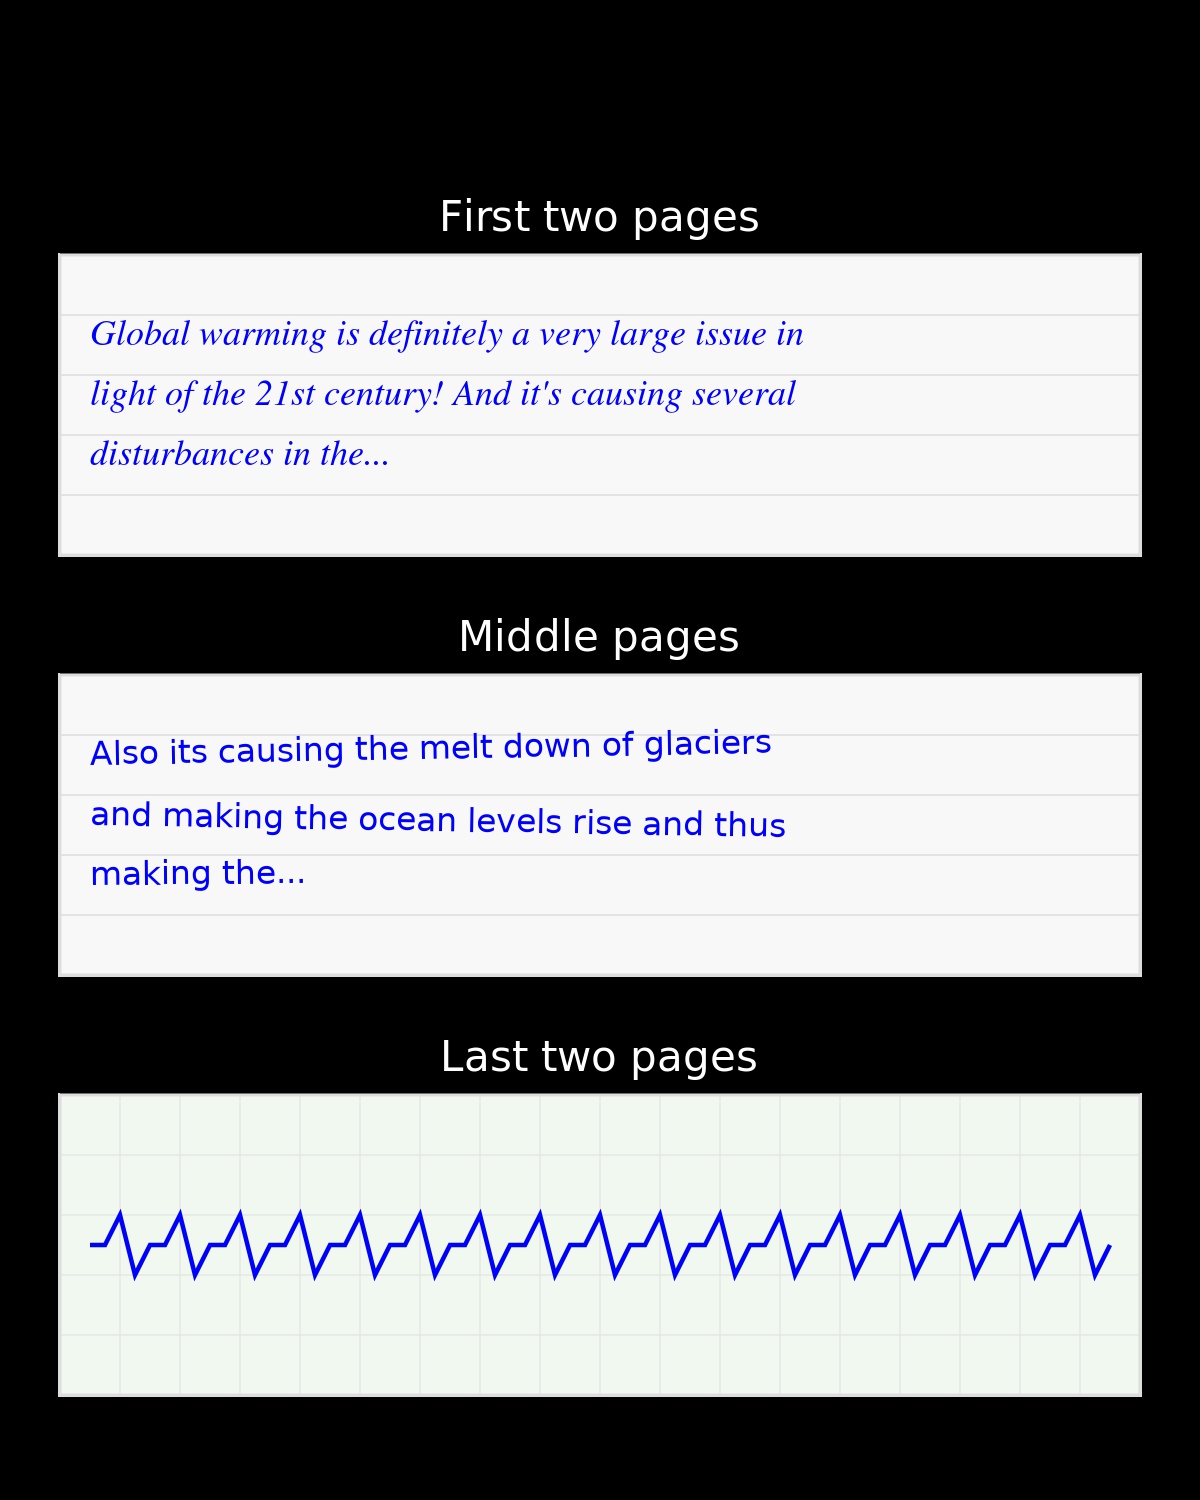 First two pages
Global warming is definitely a very large issue in
light of the 21st century! And it's causing several
disturbances in the...
Middle pages
Also its causing the melt down of glaciers
and making the ocean levels rise and thus
making the...
Last two pages